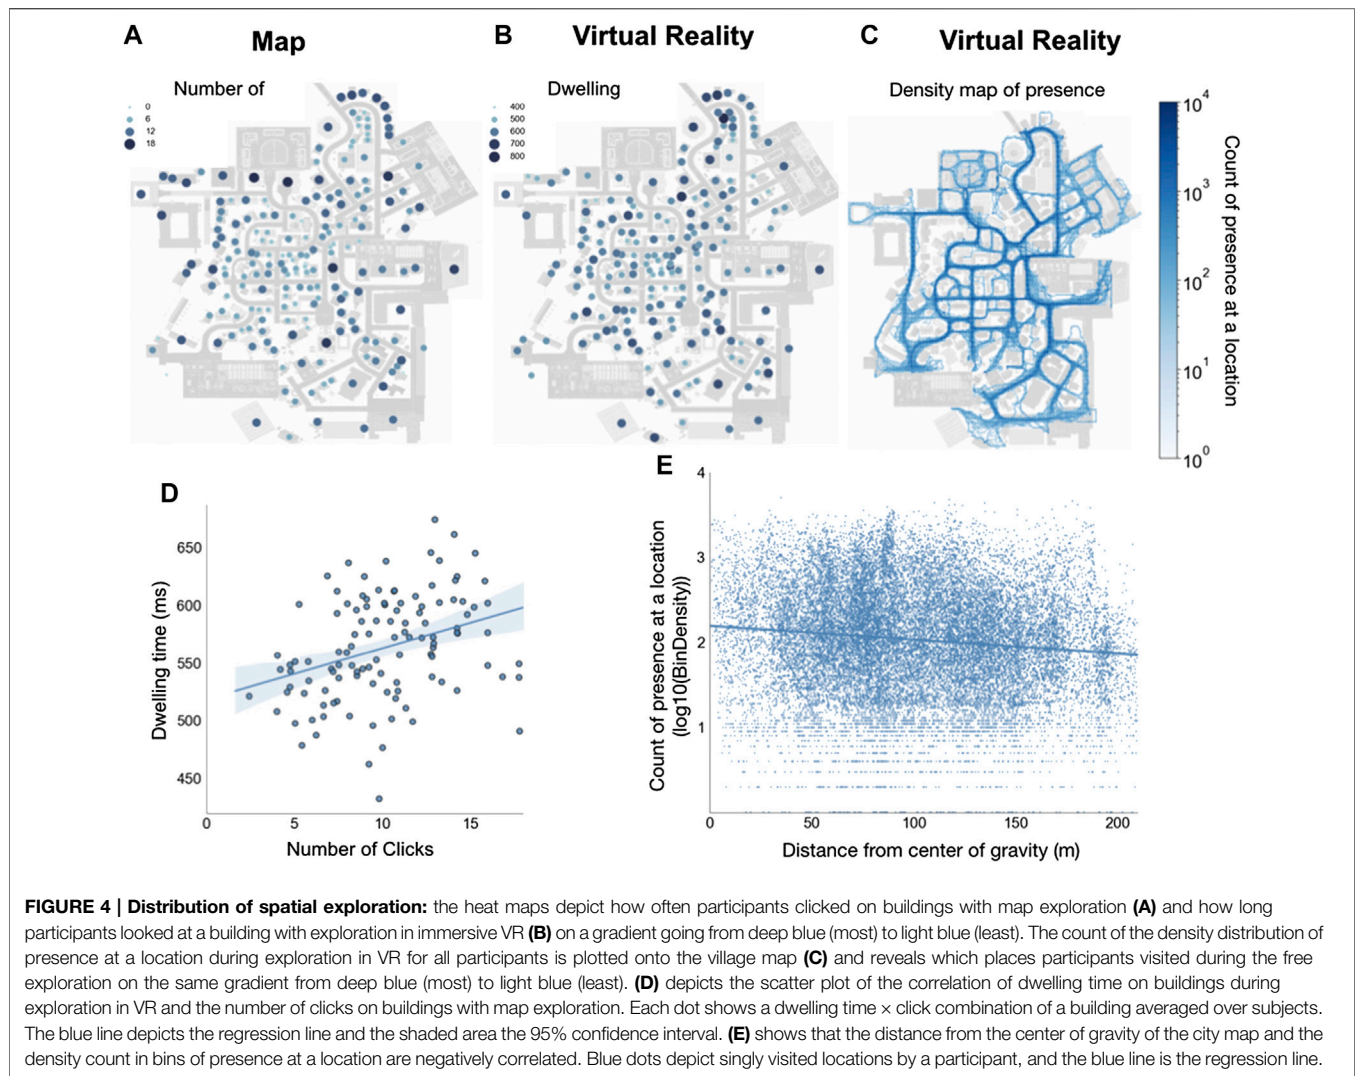 A
Map
B
Virtual Reality
C
Virtual Reality
Number of
0
6
12
18
Dwelling
400
500
600
700
800
Density map of presence
10^4
10^3
10^2
10^1
10^0
Count of presence at a location
D
650
600
550
500
450
0
5
10
15
Dwelling time (ms)
Number of Clicks
E
4
3
2
1
0
50
100
150
200
Count of presence at a location
(log10(BinDensity))
Distance from center of gravity (m)
FIGURE 4 | Distribution of spatial exploration: the heat maps depict how often participants clicked on buildings with map exploration (A) and how long
participants looked at a building with exploration in immersive VR (B) on a gradient going from deep blue (most) to light blue (least). The count of the density distribution of
presence at a location during exploration in VR for all participants is plotted onto the village map (C) and reveals which places participants visited during the free
exploration on the same gradient from deep blue (most) to light blue (least). (D) depicts the scatter plot of the correlation of dwelling time on buildings during
exploration in VR and the number of clicks on buildings with map exploration. Each dot shows a dwelling time × click combination of a building averaged over subjects.
The blue line depicts the regression line and the shaded area the 95% confidence interval. (E) shows that the distance from the center of gravity of the city map and the
density count in bins of presence at a location are negatively correlated. Blue dots depict singly visited locations by a participant, and the blue line is the regression line.